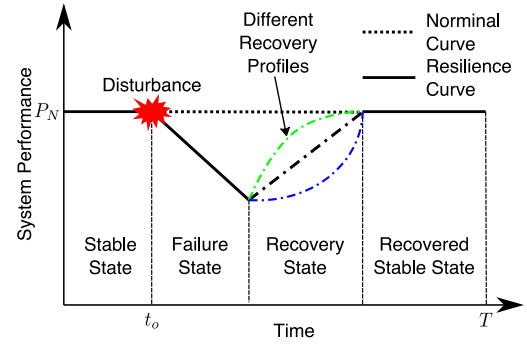 Different
Recovery
Profiles
Norminal
Curve
Resilience
Curve
Disturbance
P_N
System Performance
Stable
State
Failure
State
Recovery
State
Recovered
Stable State
t_o
Time
T